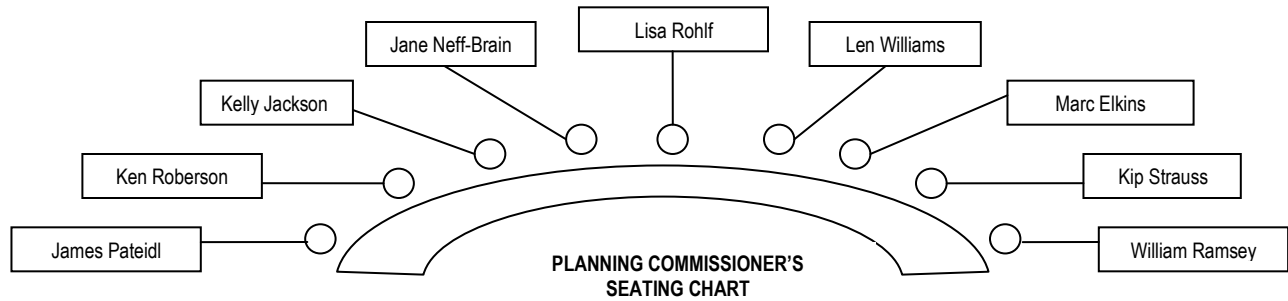 Lisa Rohlf
Jane Neff-Brain
Len Williams
Kelly Jackson
Marc Elkins
Ken Roberson
Kip Strauss
James Pateidl
William Ramsey
PLANNING COMMISSIONER'S
SEATING CHART